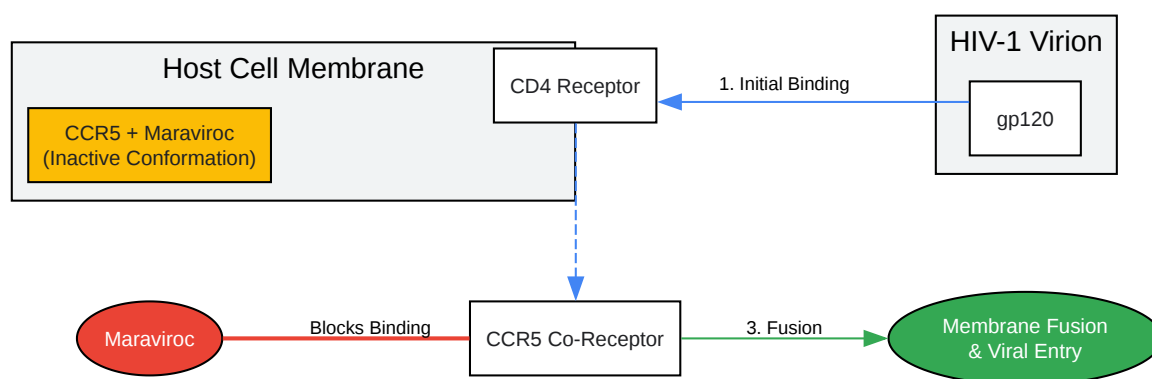 HIV-1 Virion
Host Cell Membrane
CD4 Receptor
1. Initial Binding
gp120
CCR5 + Maraviroc
(Inactive Conformation)
Maraviroc
Blocks Binding
CCR5 Co-Receptor
3. Fusion
Membrane Fusion
& Viral Entry